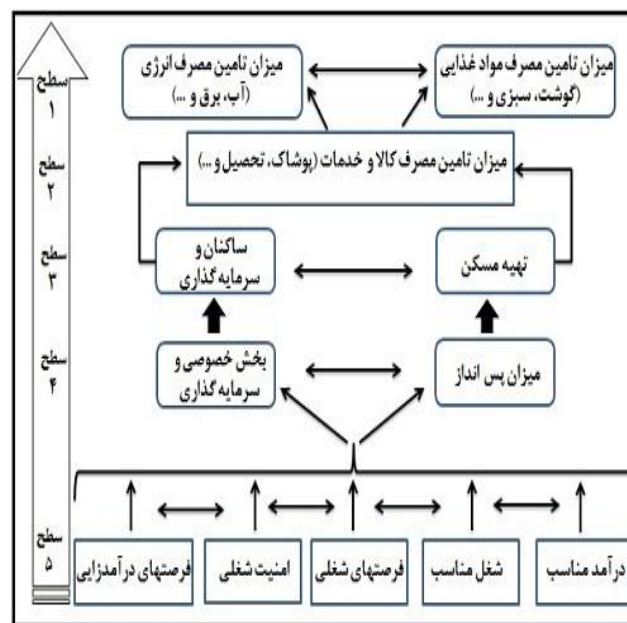 سطح
۱
میزان تامین مصرف مواد غذایی
(گوشت، سبزی و ...)
میزان تامین مصرف انرژی
(آب، برق و ...)
سطح
۲
میزان تامین مصرف کالا و خدمات (پوشاک، تحصیل و ...)
سطح
۳
تهیه مسکن
ساکنان و
سرمایه گذاری
سطح
۴
میزان پس انداز
بخش خصوصی و
سرمایه گذاری
سطح
۵
درآمد مناسب
شغل مناسب
فرصتهای شغلی
امنیت شغلی
فرصتهای درآمدزایی